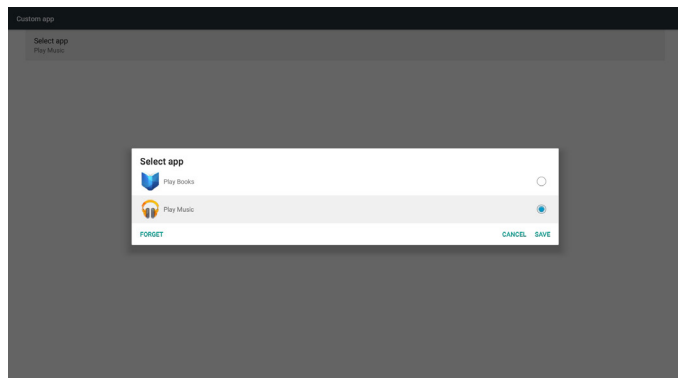 Custom app
Select app
Play Music
Select app
Play Books
Play Music
FORGET CANCEL SAVE